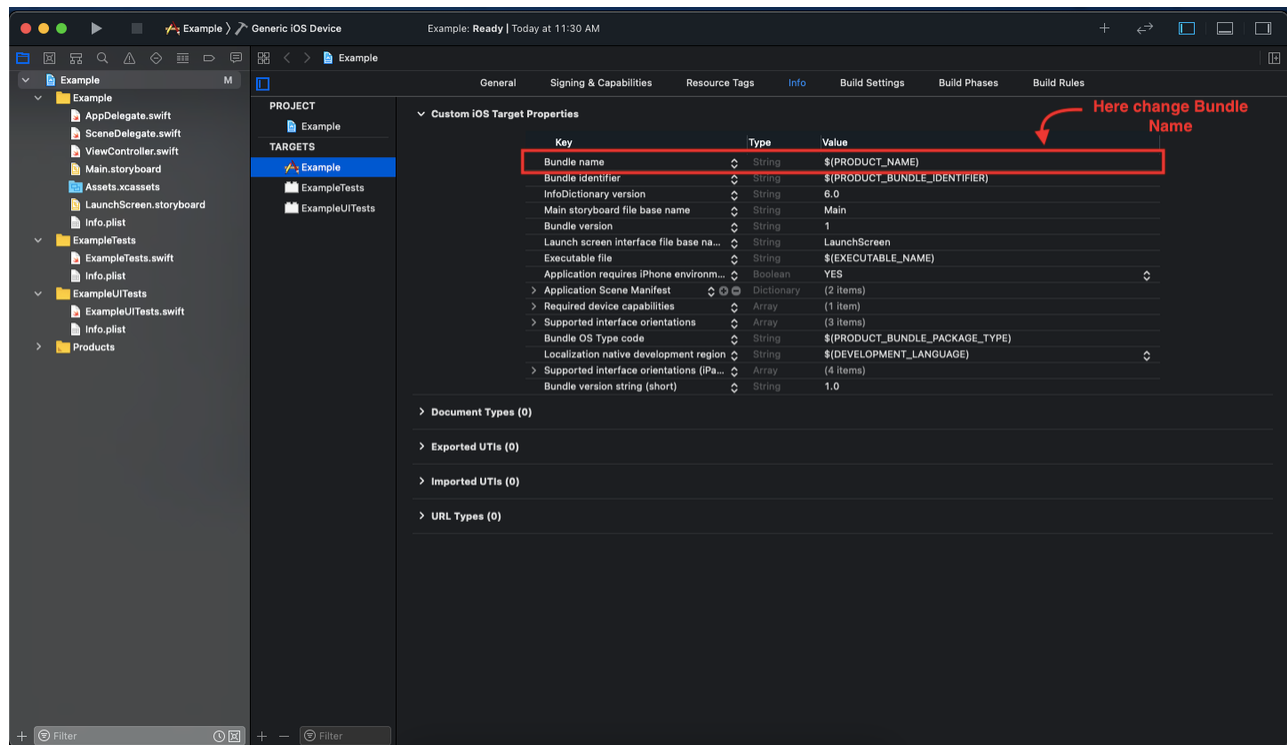 Example 〉 Generic iOS Device
Example: Ready | Today at 11:30 AM
Example
Example M
Example
AppDelegate.swift
SceneDelegate.swift
ViewController.swift
Main.storyboard
Assets.xcassets
LaunchScreen.storyboard
Info.plist
ExampleTests
ExampleTests.swift
Info.plist
ExampleUITests
ExampleUITests.swift
Info.plist
Products
Filter
PROJECT
Example
TARGETS
Example
ExampleTests
ExampleUITests
Filter
General Signing & Capabilities Resource Tags Info Build Settings Build Phases Build Rules
Here change Bundle
Name
Custom iOS Target Properties
Key Type Value
Bundle name String $(PRODUCT_NAME)
Bundle identifier String $(PRODUCT_BUNDLE_IDENTIFIER)
InfoDictionary version String 6.0
Main storyboard file base name String Main
Bundle version String 1
Launch screen interface file base na... String LaunchScreen
Executable file String $(EXECUTABLE_NAME)
Application requires iPhone environm... Boolean YES
Application Scene Manifest Dictionary (2 items)
Required device capabilities Array (1 item)
Supported interface orientations Array (3 items)
Bundle OS Type code String $(PRODUCT_BUNDLE_PACKAGE_TYPE)
Localization native development region String $(DEVELOPMENT_LANGUAGE)
Supported interface orientations (iPa... Array (4 items)
Bundle version string (short) String 1.0
Document Types (0)
Exported UTIs (0)
Imported UTIs (0)
URL Types (0)